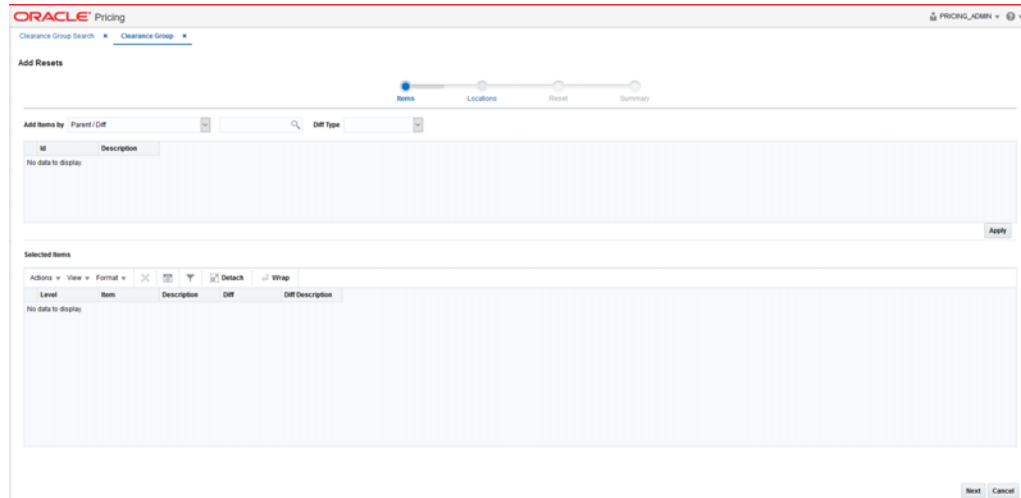 ORACLE® Pricing
PRICING_ADMIN
Clearance Group Search Clearance Group
Add Resets
Items Locations Reset Summary
Add Items by Parent / Diff Diff Type
Id Description
No data to display
Apply
Selected Items
Actions View Format Detach Wrap
Level Item Description Diff Diff Description
No data to display
Next Cancel